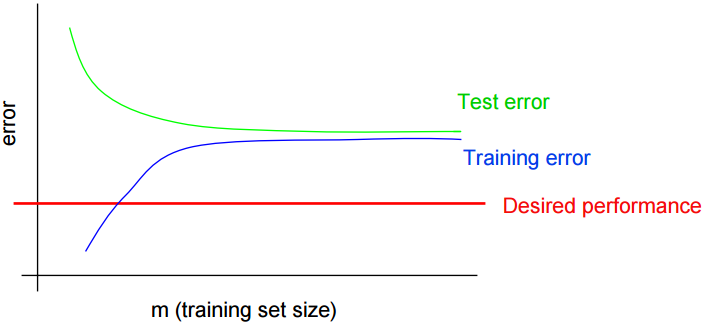 error
Test error
Training error
Desired performance
m (training set size)